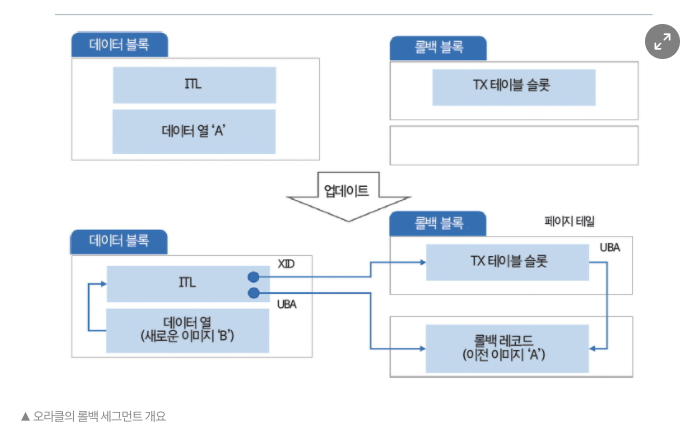 데이터 블록
ITL
데이터 열 ‘A’
롤백 블록
TX 테이블 슬롯
업데이트
데이터 블록
ITL
XID
UBA
데이터 열
(새로운 이미지 ‘B’)
롤백 블록
페이지 테일
TX 테이블 슬롯
UBA
롤백 레코드
(이전 이미지 ‘A’)
▲ 오라클의 롤백 세그먼트 개요